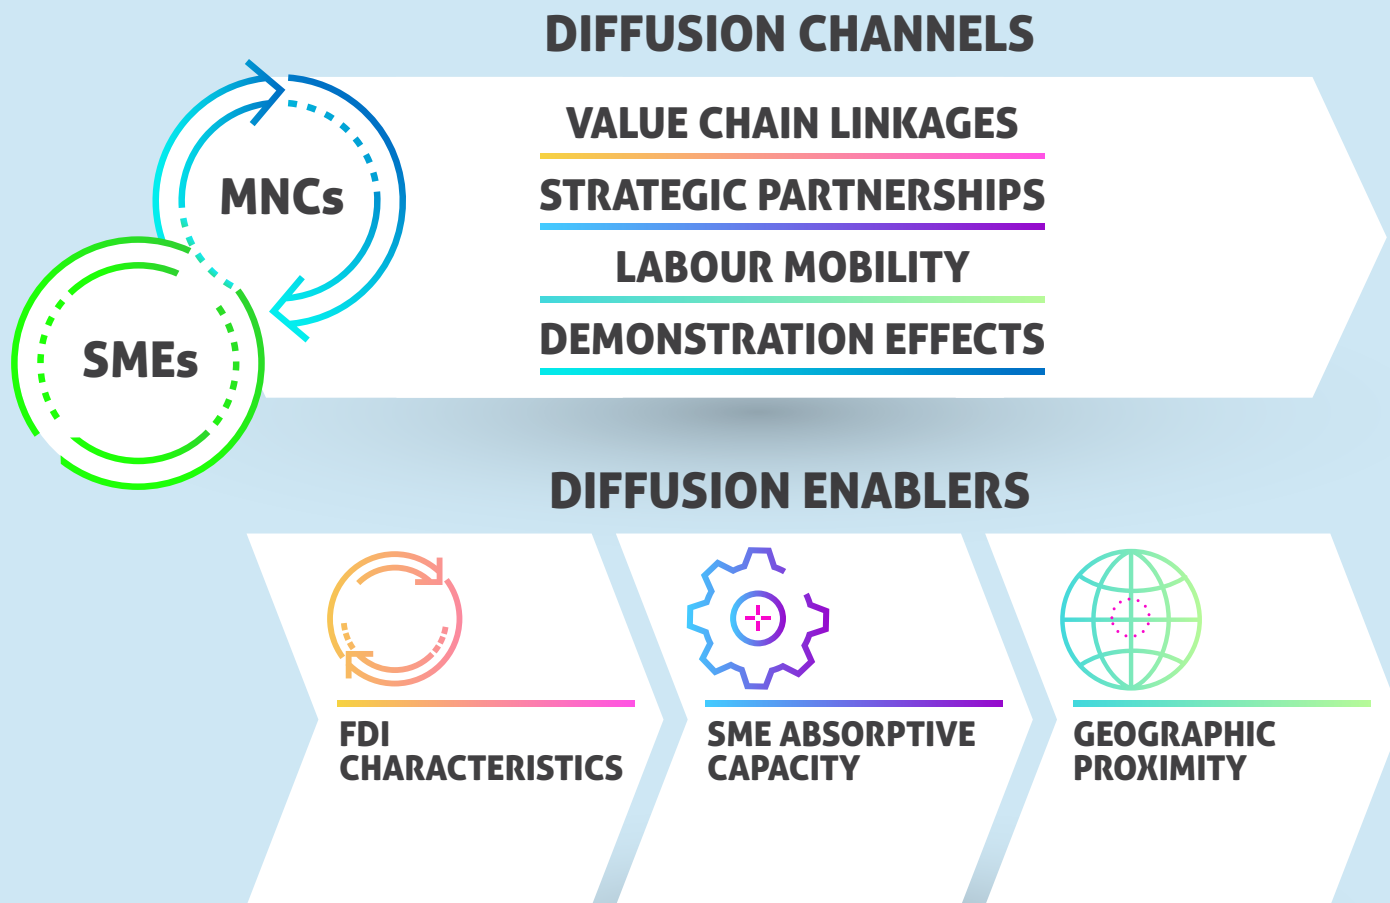 DIFFUSION CHANNELS
VALUE CHAIN LINKAGES
STRATEGIC PARTNERSHIPS
LABOUR MOBILITY
DEMONSTRATION EFFECTS
MNCs
SMEs
DIFFUSION ENABLERS
FDI
CHARACTERISTICS
SME ABSORPTIVE
CAPACITY
GEOGRAPHIC
PROXIMITY